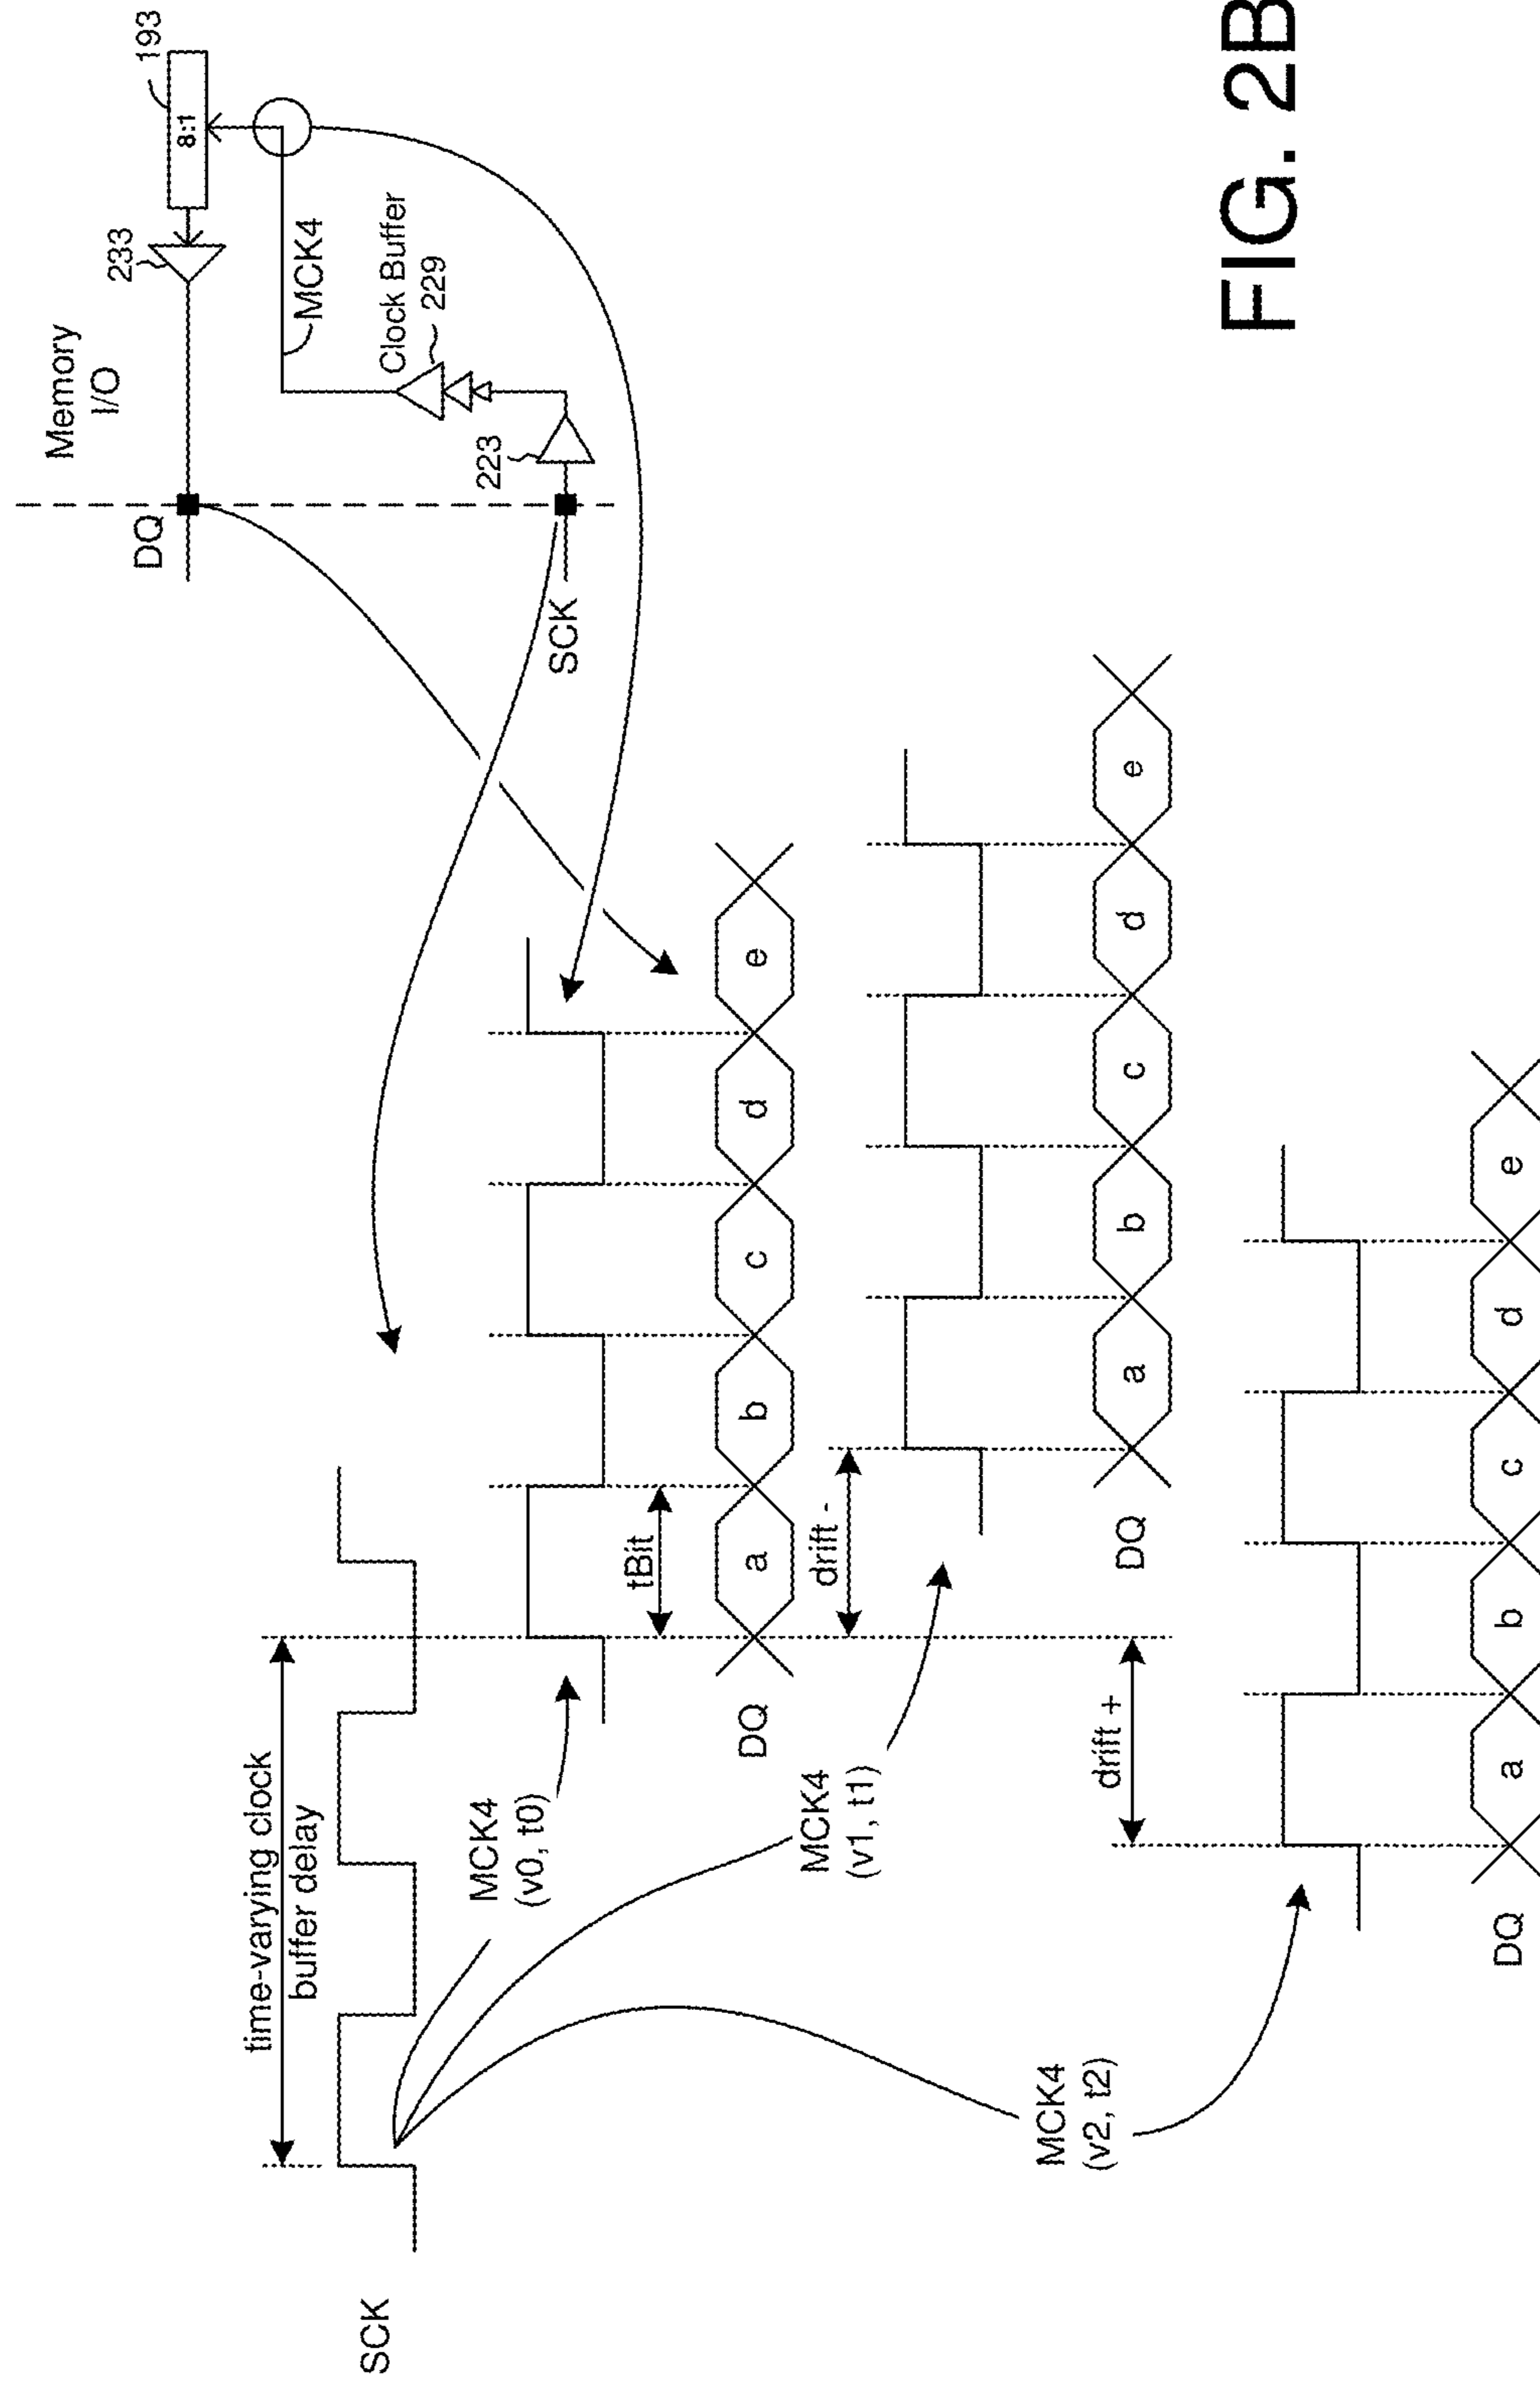 Memory
I/O
DQ
233
8:1
193
MCK4
Clock Buffer
229
223
SCK
time-varying clock
buffer delay
SCK
MCK4
(v0, t0)
tBit
DQ
a
b
c
d
e
drift -
MCK4
(v1, t1)
DQ
a
b
c
d
e
drift +
MCK4
(v2, t2)
DQ
a
b
c
d
e
FIG. 2B